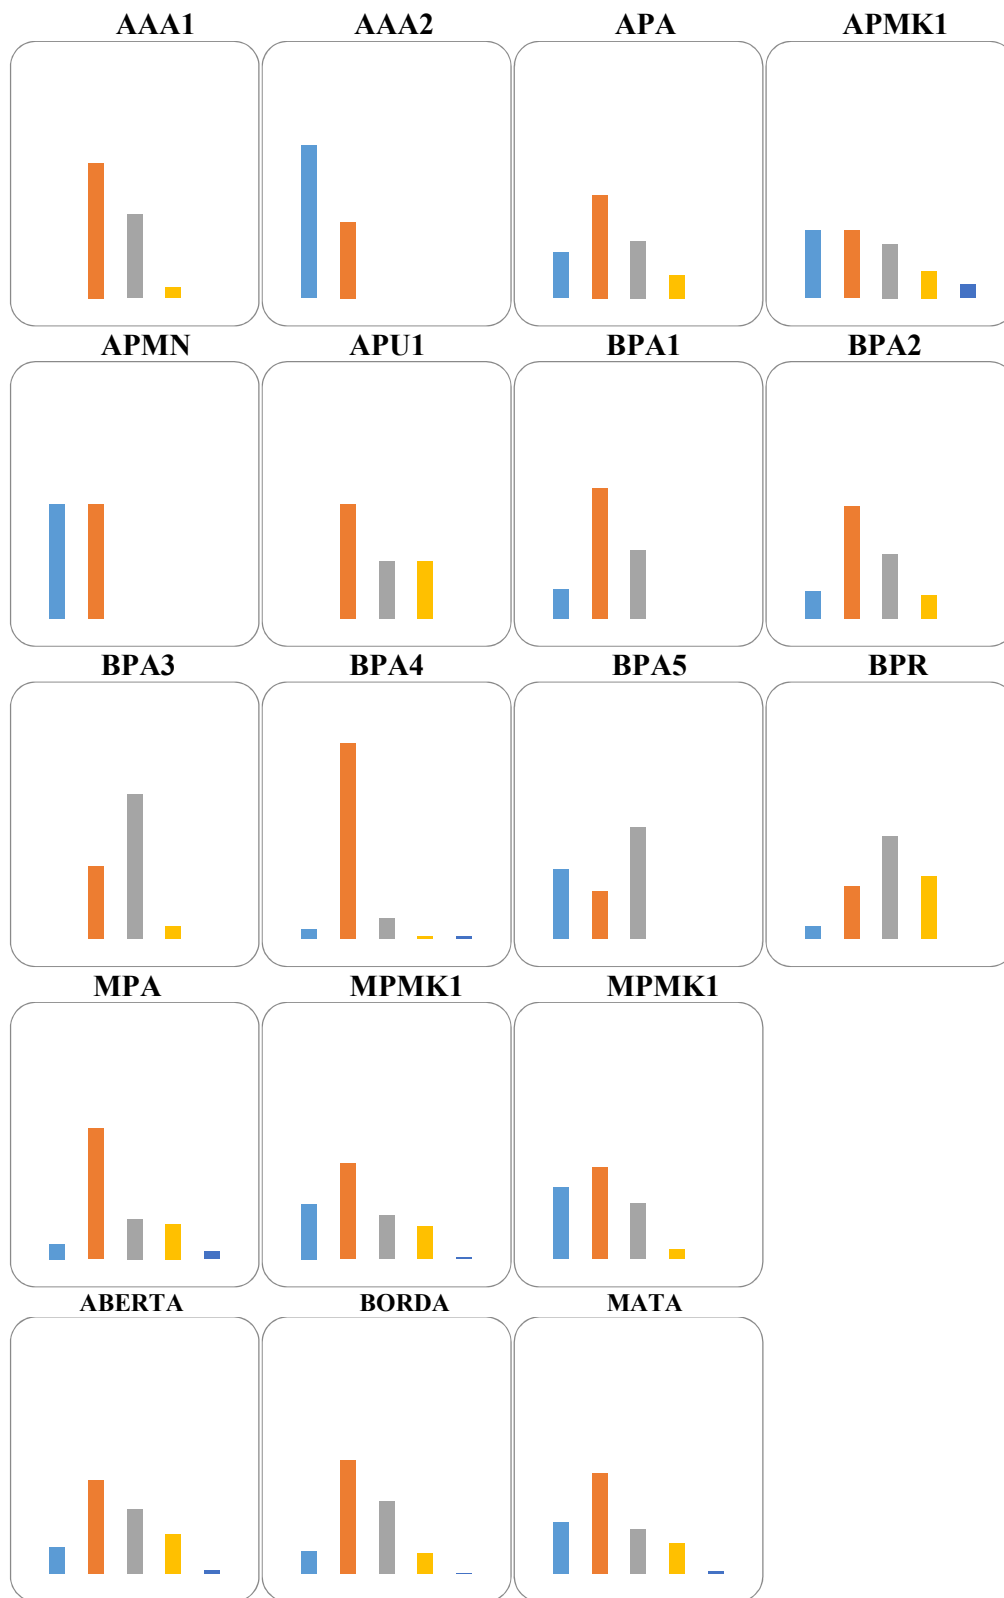 AAA1 AAA2 APA APMK1
APMN APU1 BPA1 BPA2
BPA3 BPA4 BPA5 BPR
MPA MPMK1 MPMK1
ABERTA BORDA MATA